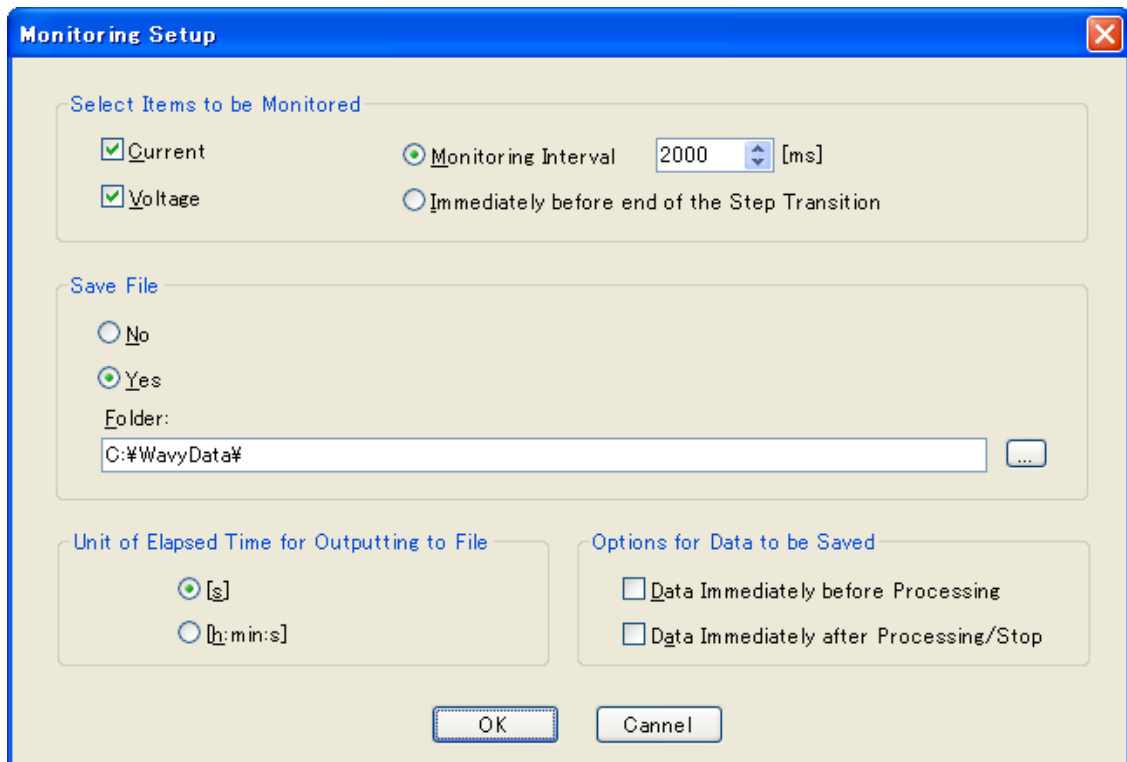 Monitoring Setup
Select Items to be Monitored
Current
Monitoring Interval 2000 [ms]
Voltage
Immediately before end of the Step Transition
Save File
No
Yes
Folder:
C:¥WavyData¥
...
Unit of Elapsed Time for Outputting to File
[s]
[h:min:s]
Options for Data to be Saved
Data Immediately before Processing
Data Immediately after Processing/Stop
OK
Cannel